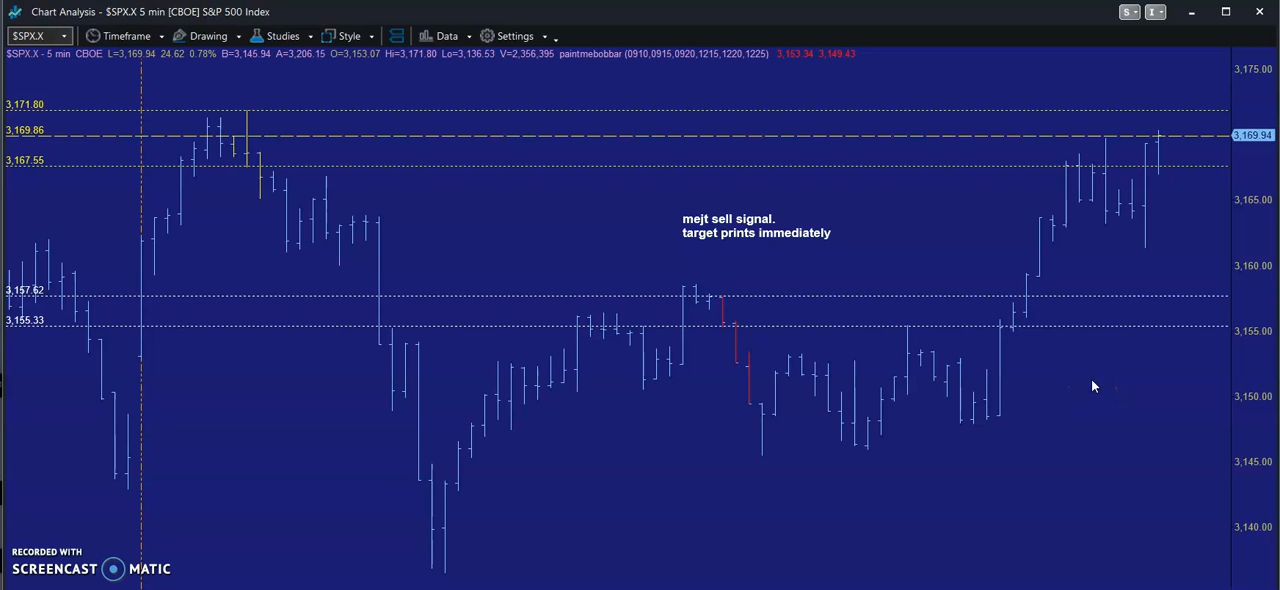 Chart Analysis - $SPX.X 5 min [CBOE] S&P 500 Index
S
I
$SPX.X
Timeframe
Drawing
Studies
Style
Data
Settings
$SPX.X - 5 min CBOE L=3,169.94 24.62 0.78% B=3,145.94 A=3,206.15 O=3,153.07 Hi=3,171.80 Lo=3,136.53 V=2,356,395 paintmebobbar (0910,0915,0920,1215,1220,1225) 3,153.34 3,149.43
3,175.00
3,171.80
3,169.86
3,169.94
3,167.55
3,165.00
mejt sell signal.
target prints immediately
3,160.00
3,157.62
3,155.33
3,155.00
3,150.00
3,145.00
3,140.00
RECORDED WITH
SCREENCAST MATIC